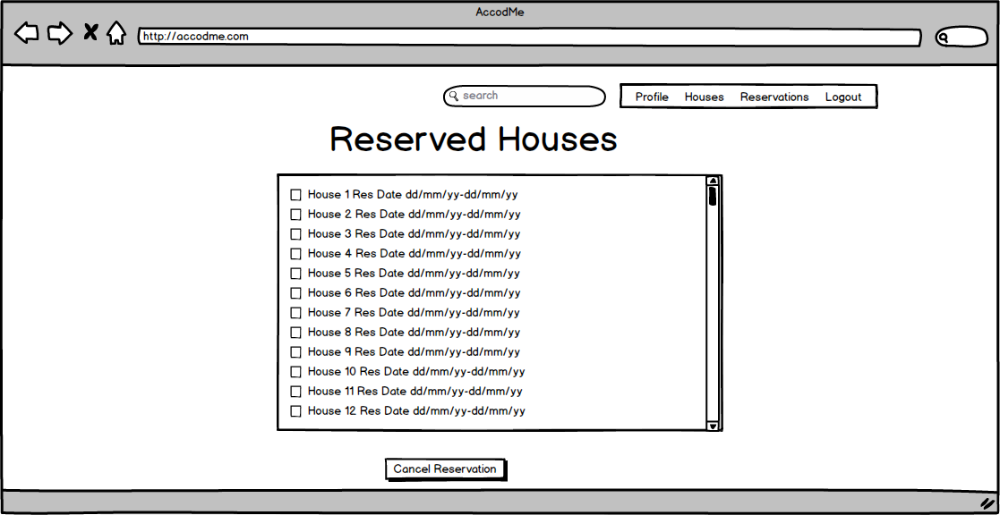 AccodMe
http://accodme.com
search
Profile Houses Reservations Logout
Reserved Houses
House 1 Res Date dd/mm/yy-dd/mm/yy
House 2 Res Date dd/mm/yy-dd/mm/yy
House 3 Res Date dd/mm/yy-dd/mm/yy
House 4 Res Date dd/mm/yy-dd/mm/yy
House 5 Res Date dd/mm/yy-dd/mm/yy
House 6 Res Date dd/mm/yy-dd/mm/yy
House 7 Res Date dd/mm/yy-dd/mm/yy
House 8 Res Date dd/mm/yy-dd/mm/yy
House 9 Res Date dd/mm/yy-dd/mm/yy
House 10 Res Date dd/mm/yy-dd/mm/yy
House 11 Res Date dd/mm/yy-dd/mm/yy
House 12 Res Date dd/mm/yy-dd/mm/yy
Cancel Reservation